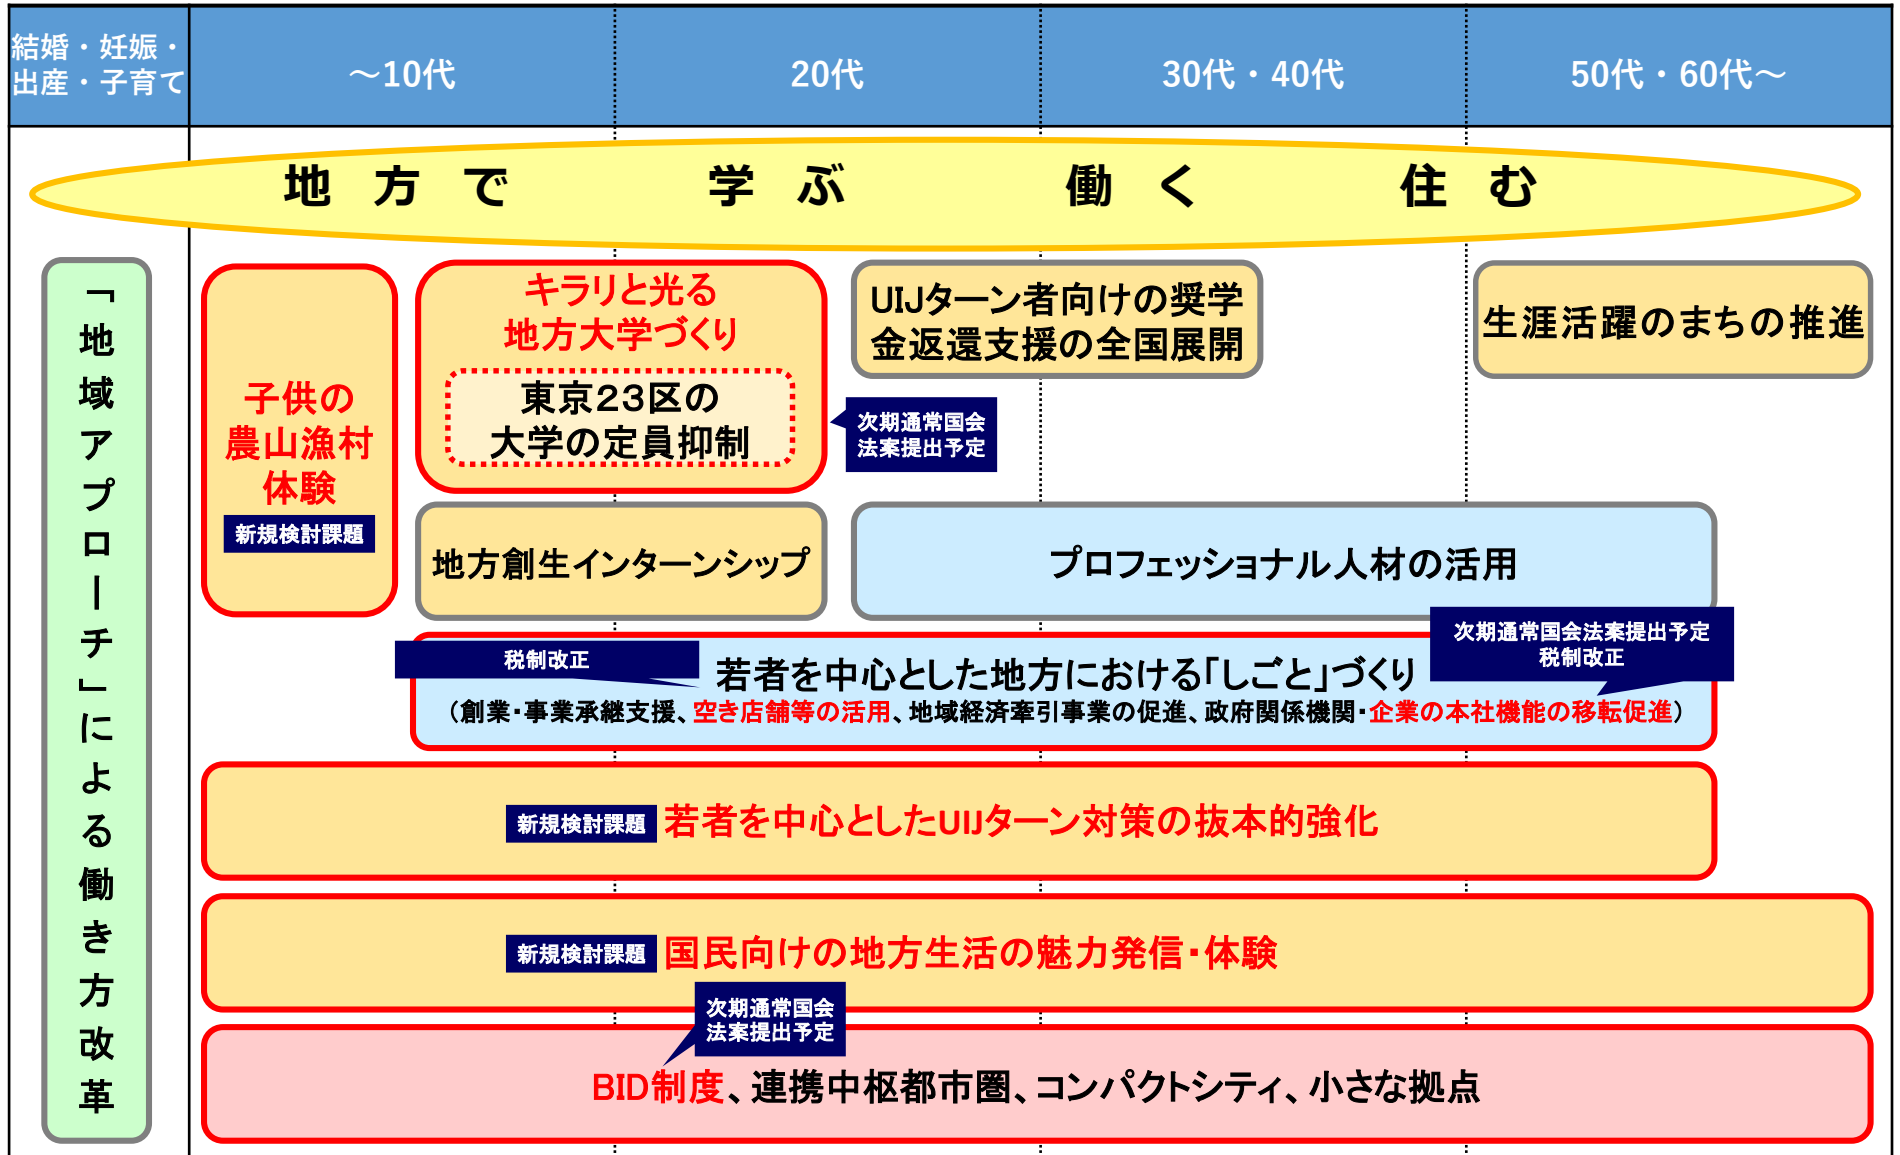 結婚・妊娠・
出産・子育て
～10代
20代
30代・40代
50代・60代～
地方で 学ぶ 働く 住む
「地域アプローチ」による働き方改革
子供の
農山漁村
体験
新規検討課題
キラリと光る
地方大学づくり
東京23区の
大学の定員抑制
次期通常国会
法案提出予定
UIJターン者向けの奨学
金返還支援の全国展開
生涯活躍のまちの推進
地方創生インターンシップ
プロフェッショナル人材の活用
税制改正
若者を中心とした地方における「しごと」づくり
次期通常国会法案提出予定
税制改正
（創業・事業承継支援、空き店舗等の活用、地域経済牽引事業の促進、政府関係機関・企業の本社機能の移転促進）
新規検討課題 若者を中心としたUIJターン対策の抜本的強化
新規検討課題 国民向けの地方生活の魅力発信・体験
次期通常国会
法案提出予定
BID制度、連携中枢都市圏、コンパクトシティ、小さな拠点